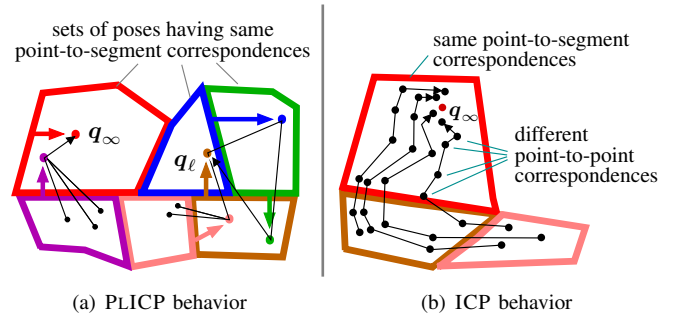 sets of poses having same
point-to-segment correspondences
q∞
qℓ
(a) PLICP behavior
same point-to-segment
correspondences
q∞
different
point-to-point
correspondences
(b) ICP behavior